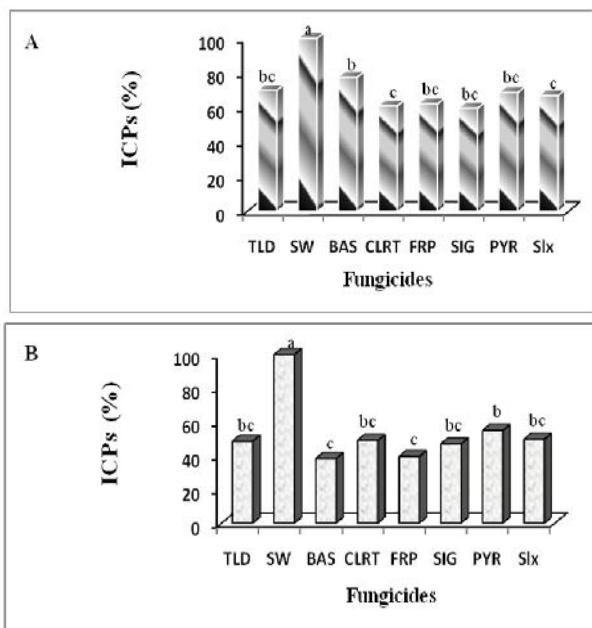 A
ICPs (%)
100
80
60
40
20
0
bc a b c bc bc bc c
TLD SW BAS CLRT FRP SIG PYR Slx
Fungicides
B
ICPs (%)
100
80
60
40
20
0
bc a c bc c bc b bc
TLD SW BAS CLRT FRP SIG PYR Slx
Fungicides